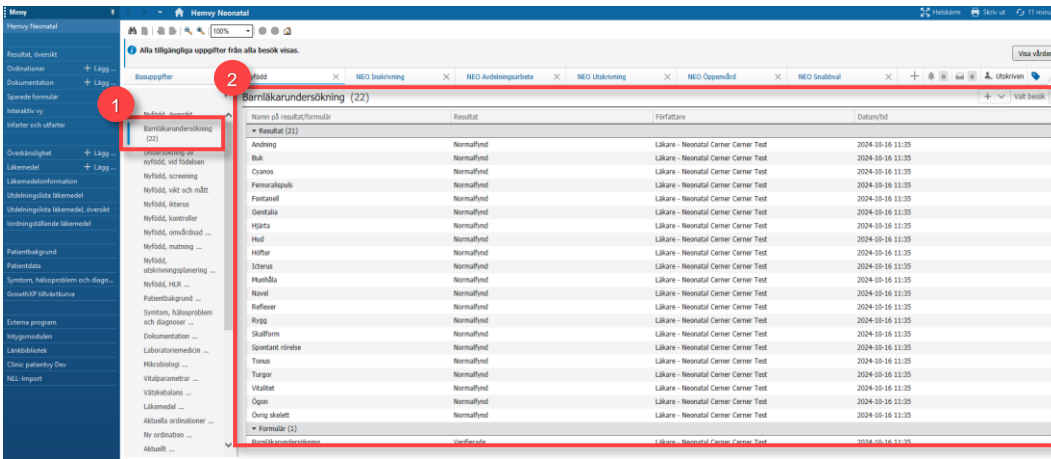 Meny
Hemvy Neonatal
Helskärm
Skriv ut
11 minu
Hemvy Neonatal
100%
Alla tillgängliga uppgifter från alla besök visas.
Visa vården
Resultat, översikt
Ordinationer
+ Lägg ...
Dokumentation
+ Lägg ...
Sparade formulär
Interaktiv vy
Infarter och utfarter
Överkänslighet
+ Lägg ...
Läkemedel
+ Lägg ...
Läkemedelsinformation
Utdelningslista läkemedel
Utdelningslista läkemedel, översikt
Iordningställande läkemedel
Patientbakgrund
Patientdata
Symtom, hälsoproblem och diagn...
GrowthXP tillväxtkurva
Externa program
Intygsmodulen
Länkbibliotek
Clinic patientvy Dev
NLL-Import
Basuppgifter
NEO Inskrivning
NEO Avdelningsarbete
NEO Utskrivning
NEO Öppenvård
NEO Snabbval
0
0
Utskriven
1
2
Nyfödd, översikt
Barnläkarundersökning
(22)
Undersökning av
nyfödd, vid födelsen
Nyfödd, screening
Nyfödd, vikt och mått
Nyfödd, ikterus
Nyfödd, kontroller
Nyfödd, omvårdnad ...
Nyfödd, matning ...
Nyfödd,
utskrivningsplanering ...
Nyfödd, HLR ...
Patientbakgrund ...
Symtom, hälsoproblem
och diagnoser ...
Dokumentation ...
Laboratoriemedicin ...
Mikrobiologi ...
Vitalparametrar ...
Vätskebalans ...
Läkemedel ...
Aktuella ordinationer ...
Ny ordination ...
Aktuellt ...
Barnläkarundersökning (22)
Valt besök
Namn på resultat/formulär Resultat Författare Datum/tid
Resultat (21)
Andning Normalfynd Läkare - Neonatal Cerner Cerner Test 2024-10-16 11:35
Buk Normalfynd Läkare - Neonatal Cerner Cerner Test 2024-10-16 11:35
Cyanos Normalfynd Läkare - Neonatal Cerner Cerner Test 2024-10-16 11:35
Femoralispuls Normalfynd Läkare - Neonatal Cerner Cerner Test 2024-10-16 11:35
Fontanell Normalfynd Läkare - Neonatal Cerner Cerner Test 2024-10-16 11:35
Genitalia Normalfynd Läkare - Neonatal Cerner Cerner Test 2024-10-16 11:35
Hjärta Normalfynd Läkare - Neonatal Cerner Cerner Test 2024-10-16 11:35
Hud Normalfynd Läkare - Neonatal Cerner Cerner Test 2024-10-16 11:35
Höfter Normalfynd Läkare - Neonatal Cerner Cerner Test 2024-10-16 11:35
Icterus Normalfynd Läkare - Neonatal Cerner Cerner Test 2024-10-16 11:35
Munhåla Normalfynd Läkare - Neonatal Cerner Cerner Test 2024-10-16 11:35
Navel Normalfynd Läkare - Neonatal Cerner Cerner Test 2024-10-16 11:35
Reflexer Normalfynd Läkare - Neonatal Cerner Cerner Test 2024-10-16 11:35
Rygg Normalfynd Läkare - Neonatal Cerner Cerner Test 2024-10-16 11:35
Skallform Normalfynd Läkare - Neonatal Cerner Cerner Test 2024-10-16 11:35
Spontant rörelse Normalfynd Läkare - Neonatal Cerner Cerner Test 2024-10-16 11:35
Tonus Normalfynd Läkare - Neonatal Cerner Cerner Test 2024-10-16 11:35
Turgor Normalfynd Läkare - Neonatal Cerner Cerner Test 2024-10-16 11:35
Vitalitet Normalfynd Läkare - Neonatal Cerner Cerner Test 2024-10-16 11:35
Ögon Normalfynd Läkare - Neonatal Cerner Cerner Test 2024-10-16 11:35
Övrig skelett Normalfynd Läkare - Neonatal Cerner Cerner Test 2024-10-16 11:35
Formulär (1)
Barnläkarundersökning Verifierade Läkare - Neonatal Cerner Cerner Test 2024-10-16 11:35